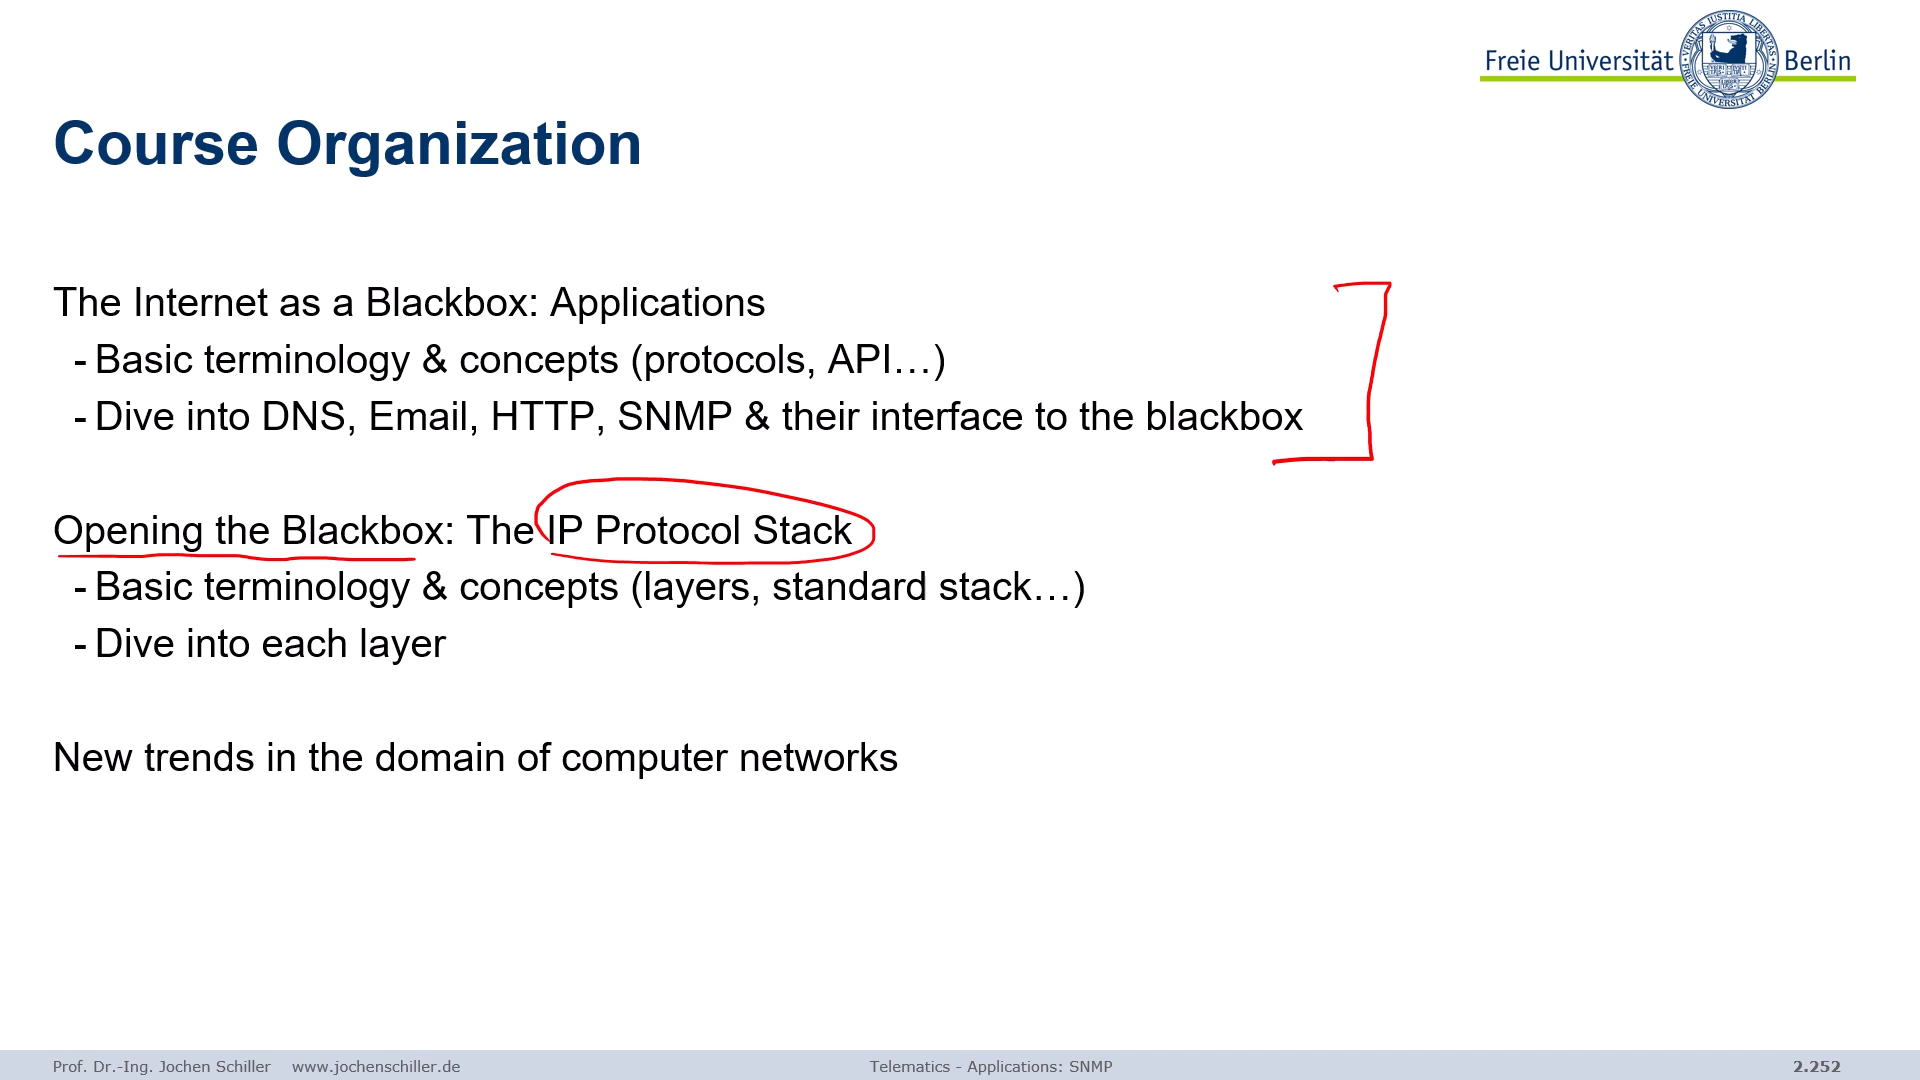 Freie Universität Berlin
Course Organization
The Internet as a Blackbox: Applications
- Basic terminology & concepts (protocols, API…)
- Dive into DNS, Email, HTTP, SNMP & their interface to the blackbox
Opening the Blackbox: The IP Protocol Stack
- Basic terminology & concepts (layers, standard stack…)
- Dive into each layer
New trends in the domain of computer networks
Prof. Dr.-Ing. Jochen Schiller www.jochenschiller.de Telematics - Applications: SNMP 2.252